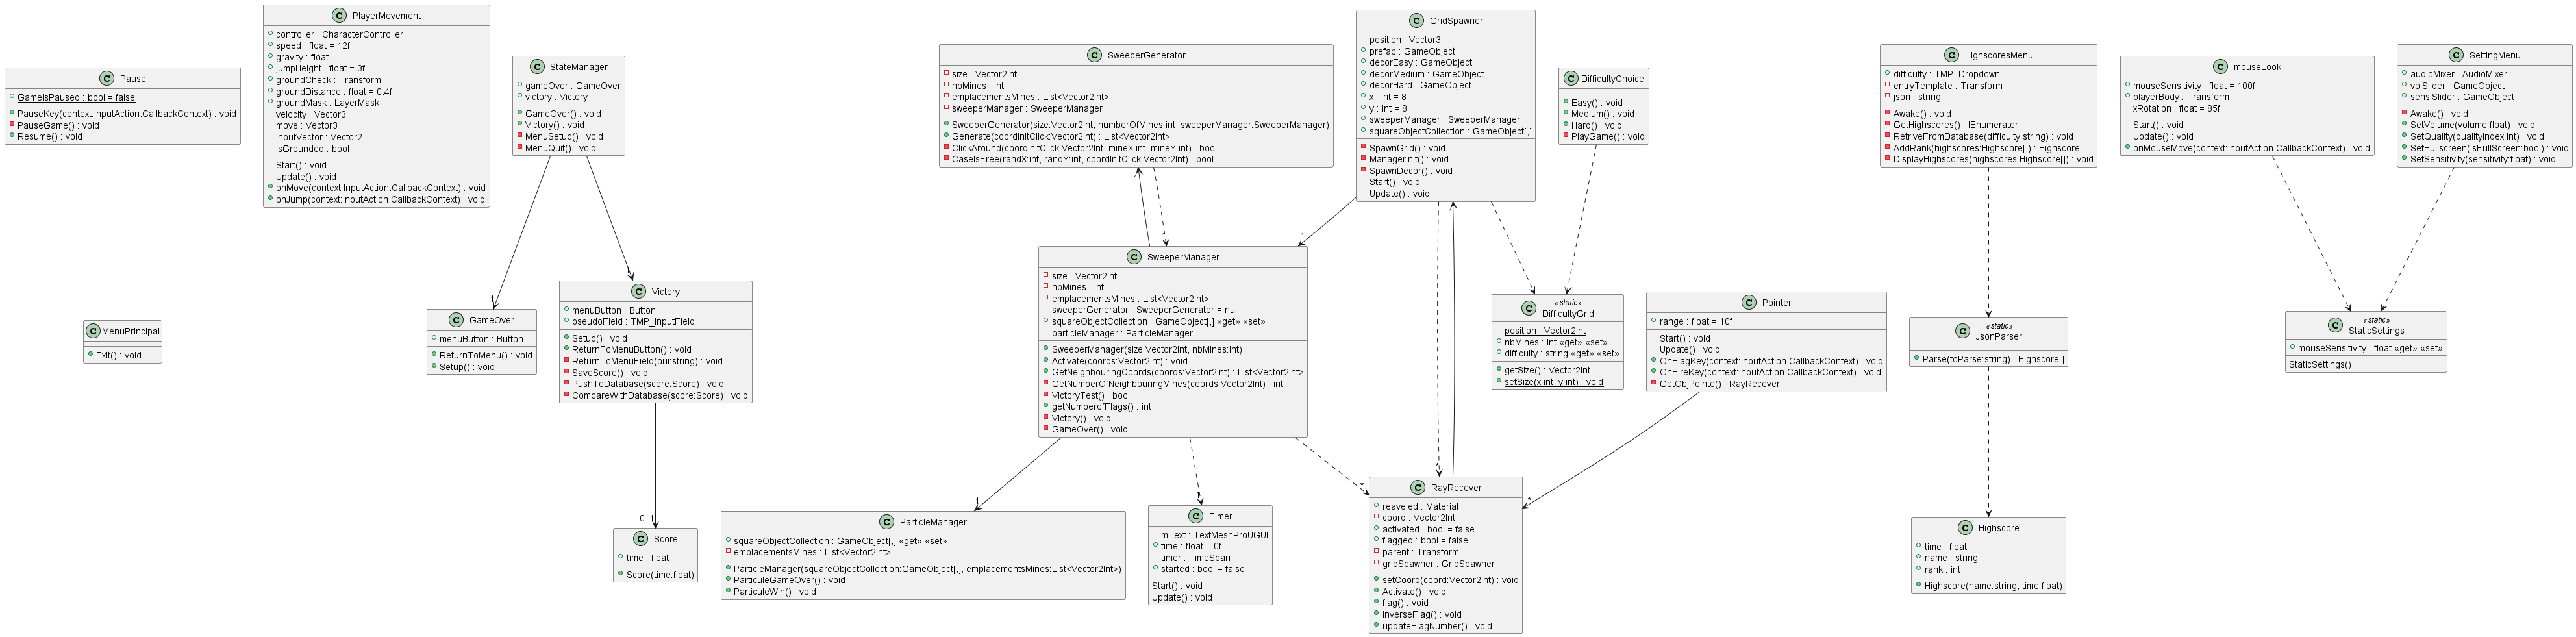 Pause
GameIsPaused : bool = false
PauseKey(context:InputAction.CallbackContext) : void
PauseGame() : void
Resume() : void
PlayerMovement
controller : CharacterController
speed : float = 12f
gravity : float
jumpHeight : float = 3f
groundCheck : Transform
groundDistance : float = 0.4f
groundMask : LayerMask
velocity : Vector3
move : Vector3
inputVector : Vector2
isGrounded : bool
Start() : void
Update() : void
onMove(context:InputAction.CallbackContext) : void
onJump(context:InputAction.CallbackContext) : void
StateManager
gameOver : GameOver
victory : Victory
GameOver() : void
Victory() : void
MenuSetup() : void
MenuQuit() : void
SweeperGenerator
size : Vector2Int
nbMines : int
emplacementsMines : List<Vector2Int>
sweeperManager : SweeperManager
SweeperGenerator(size:Vector2Int, numberOfMines:int, sweeperManager:SweeperManager)
Generate(coordInitClick:Vector2Int) : List<Vector2Int>
ClickAround(coordInitClick:Vector2Int, mineX:int, mineY:int) : bool
CaseIsFree(randX:int, randY:int, coordInitClick:Vector2Int) : bool
GridSpawner
position : Vector3
prefab : GameObject
decorEasy : GameObject
decorMedium : GameObject
decorHard : GameObject
x : int = 8
y : int = 8
sweeperManager : SweeperManager
squareObjectCollection : GameObject[,]
SpawnGrid() : void
ManagerInit() : void
SpawnDecor() : void
Start() : void
Update() : void
DifficultyChoice
Easy() : void
Medium() : void
Hard() : void
PlayGame() : void
HighscoresMenu
difficulty : TMP_Dropdown
entryTemplate : Transform
json : string
Awake() : void
GetHighscores() : IEnumerator
RetriveFromDatabase(difficulty:string) : void
AddRank(highscores:Highscore[]) : Highscore[]
DisplayHighscores(highscores:Highscore[]) : void
mouseLook
mouseSensitivity : float = 100f
playerBody : Transform
xRotation : float = 85f
Start() : void
Update() : void
onMouseMove(context:InputAction.CallbackContext) : void
SettingMenu
audioMixer : AudioMixer
volSlider : GameObject
sensiSlider : GameObject
Awake() : void
SetVolume(volume:float) : void
SetQuality(qualityIndex:int) : void
SetFullscreen(isFullScreen:bool) : void
SetSensitivity(sensitivity:float) : void
1
1
1
1
1
1
MenuPrincipal
Exit() : void
GameOver
menuButton : Button
ReturnToMenu() : void
Setup() : void
Victory
menuButton : Button
pseudoField : TMP_InputField
Setup() : void
ReturnToMenuButton() : void
ReturnToMenuField(oui:string) : void
SaveScore() : void
PushToDatabase(score:Score) : void
CompareWithDatabase(score:Score) : void
SweeperManager
size : Vector2Int
nbMines : int
emplacementsMines : List<Vector2Int>
sweeperGenerator : SweeperGenerator = null
squareObjectCollection : GameObject[,] «get» «set»
particleManager : ParticleManager
SweeperManager(size:Vector2Int, nbMines:int)
Activate(coords:Vector2Int) : void
GetNeighbouringCoords(coords:Vector2Int) : List<Vector2Int>
GetNumberOfNeighbouringMines(coords:Vector2Int) : int
VictoryTest() : bool
getNumberofFlags() : int
Victory() : void
GameOver() : void
«static»
DifficultyGrid
position : Vector2Int
nbMines : int «get» «set»
difficulty : string «get» «set»
getSize() : Vector2Int
setSize(x:int, y:int) : void
Pointer
range : float = 10f
Start() : void
Update() : void
OnFlagKey(context:InputAction.CallbackContext) : void
OnFireKey(context:InputAction.CallbackContext) : void
GetObjPointe() : RayRecever
«static»
JsonParser
Parse(toParse:string) : Highscore[]
«static»
StaticSettings
mouseSensitivity : float «get» «set»
StaticSettings()
0..1
1
1
*
*
*
Score
time : float
Score(time:float)
ParticleManager
squareObjectCollection : GameObject[,] «get» «set»
emplacementsMines : List<Vector2Int>
ParticleManager(squareObjectCollection:GameObject[,], emplacementsMines:List<Vector2Int>)
ParticuleGameOver() : void
ParticuleWin() : void
Timer
mText : TextMeshProUGUI
time : float = 0f
timer : TimeSpan
started : bool = false
Start() : void
Update() : void
RayRecever
reaveled : Material
coord : Vector2Int
activated : bool = false
flagged : bool = false
parent : Transform
gridSpawner : GridSpawner
setCoord(coord:Vector2Int) : void
Activate() : void
flag() : void
inverseFlag() : void
updateFlagNumber() : void
Highscore
time : float
name : string
rank : int
Highscore(name:string, time:float)